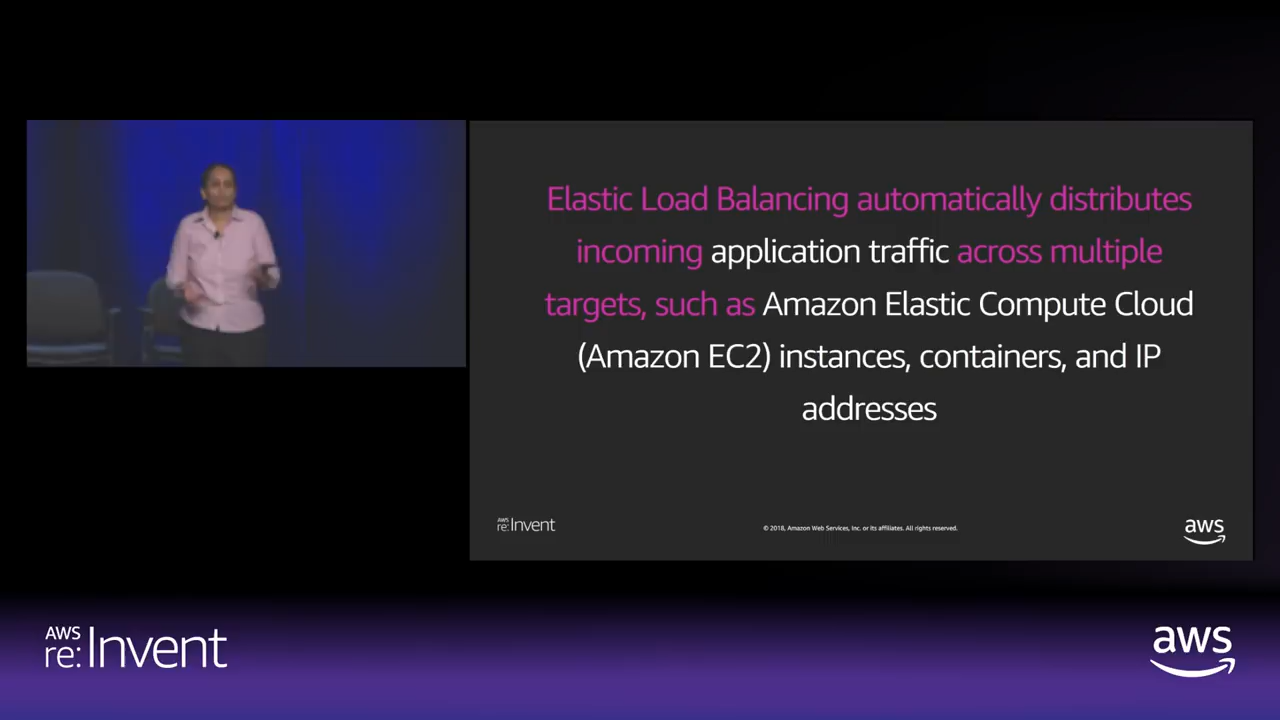 Elastic Load Balancing automatically distributes
incoming application traffic across multiple
targets, such as Amazon Elastic Compute Cloud
(Amazon EC2) instances, containers, and IP
addresses
AWS
re:Invent
© 2018, Amazon Web Services, Inc. or its affiliates. All rights reserved.
aws
AWS
re:Invent
aws